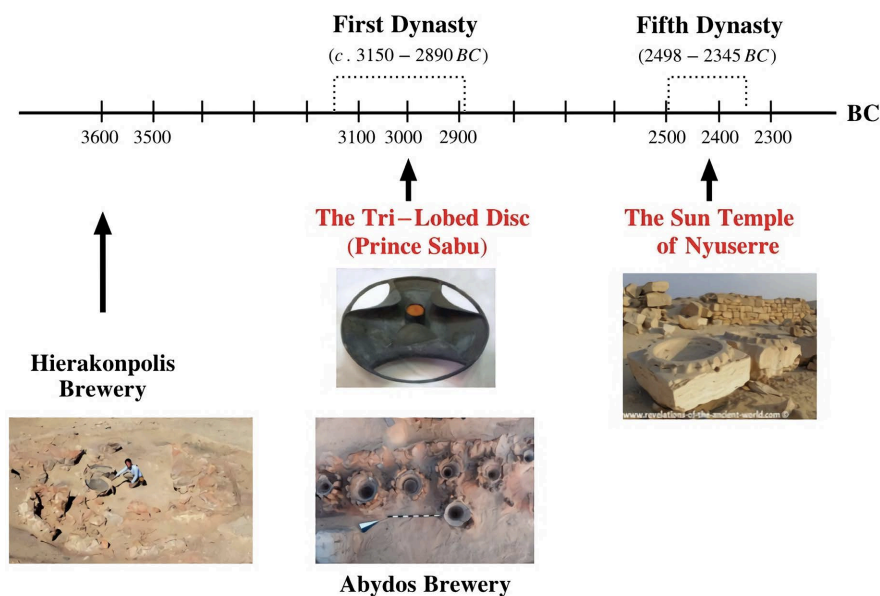 First Dynasty
(c. 3150 – 2890 BC)
Fifth Dynasty
(2498 – 2345 BC)
BC
3600 3500 3100 3000 2900 2500 2400 2300
The Tri–Lobed Disc
(Prince Sabu)
The Sun Temple
of Nyuserre
Hierakonpolis
Brewery
www.revelations-of-the-ancient-world.com ©
Abydos Brewery